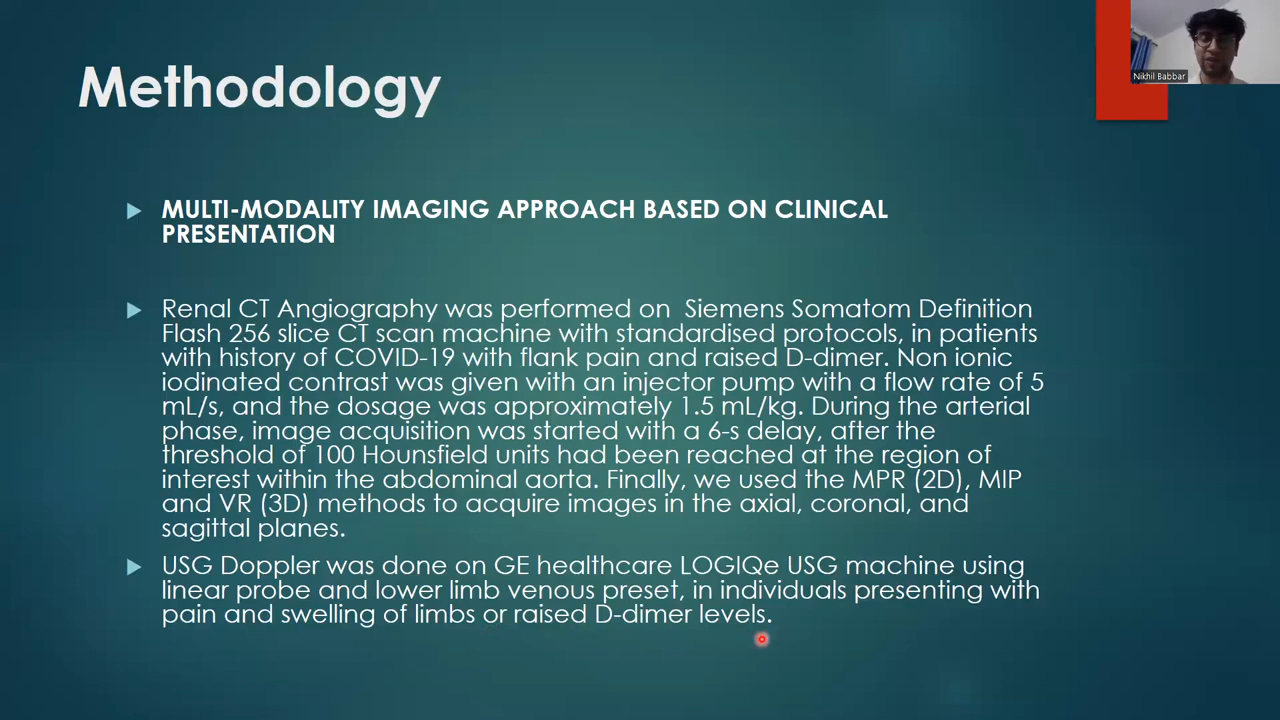 Methodology
Nikhil Babbar
MULTI-MODALITY IMAGING APPROACH BASED ON CLINICAL
PRESENTATION
Renal CT Angiography was performed on Siemens Somatom Definition
Flash 256 slice CT scan machine with standardised protocols, in patients
with history of COVID-19 with flank pain and raised D-dimer. Non ionic
iodinated contrast was given with an injector pump with a flow rate of 5
mL/s, and the dosage was approximately 1.5 mL/kg. During the arterial
phase, image acquisition was started with a 6-s delay, after the
threshold of 100 Hounsfield units had been reached at the region of
interest within the abdominal aorta. Finally, we used the MPR (2D), MIP
and VR (3D) methods to acquire images in the axial, coronal, and
sagittal planes.
USG Doppler was done on GE healthcare LOGIQe USG machine using
linear probe and lower limb venous preset, in individuals presenting with
pain and swelling of limbs or raised D-dimer levels.